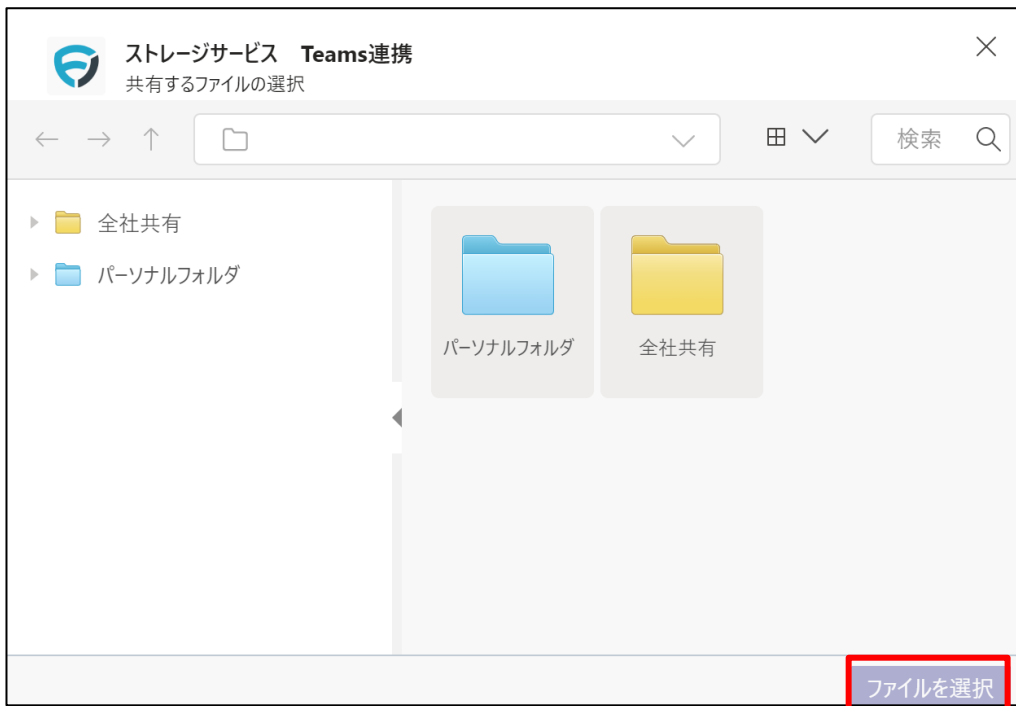 ストレージサービス　Teams連携
共有するファイルの選択
検索
全社共有
パーソナルフォルダ
パーソナルフォルダ
全社共有
ファイルを選択